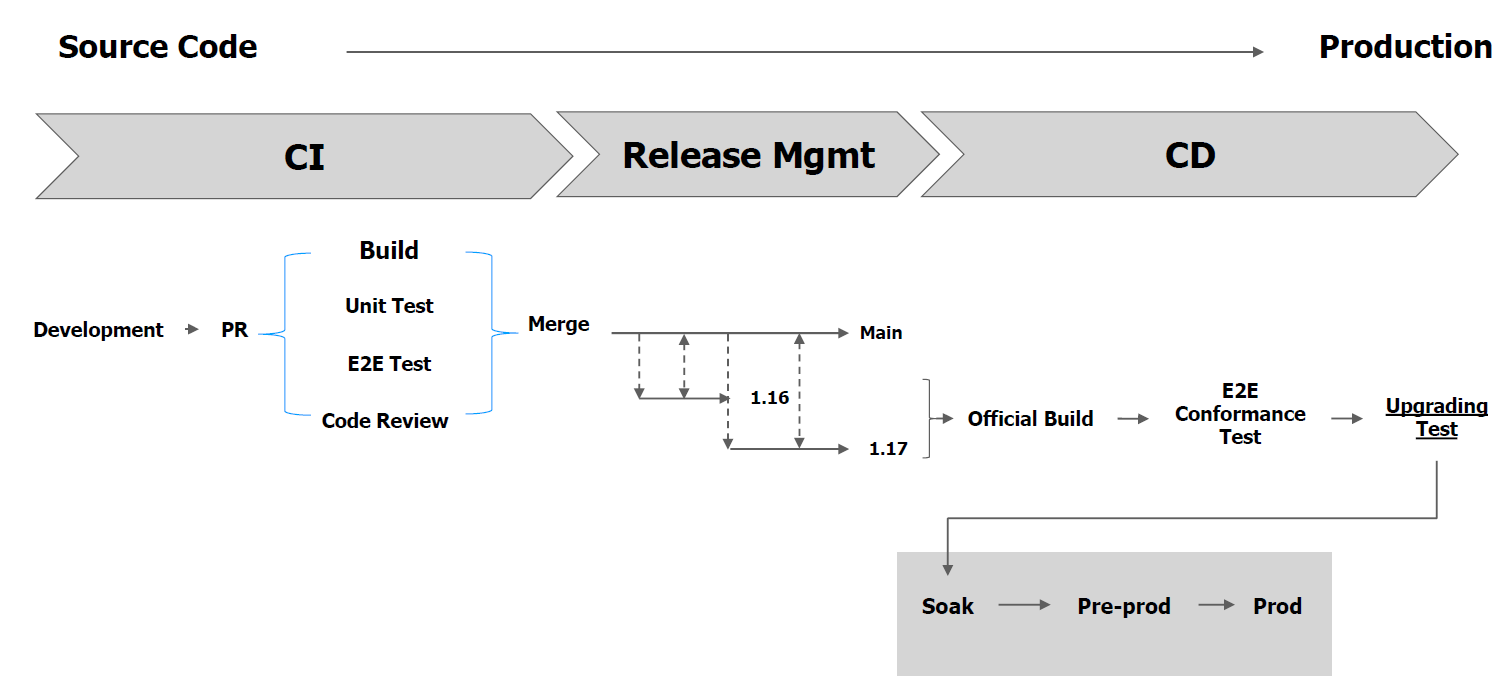 Source Code
Production
CI
Release Mgmt
CD
Build
Unit Test
E2E Test
Code Review
Development
PR
Merge
Main
1.16
1.17
Official Build
E2E
Conformance
Test
Upgrading
Test
Soak
Pre-prod
Prod